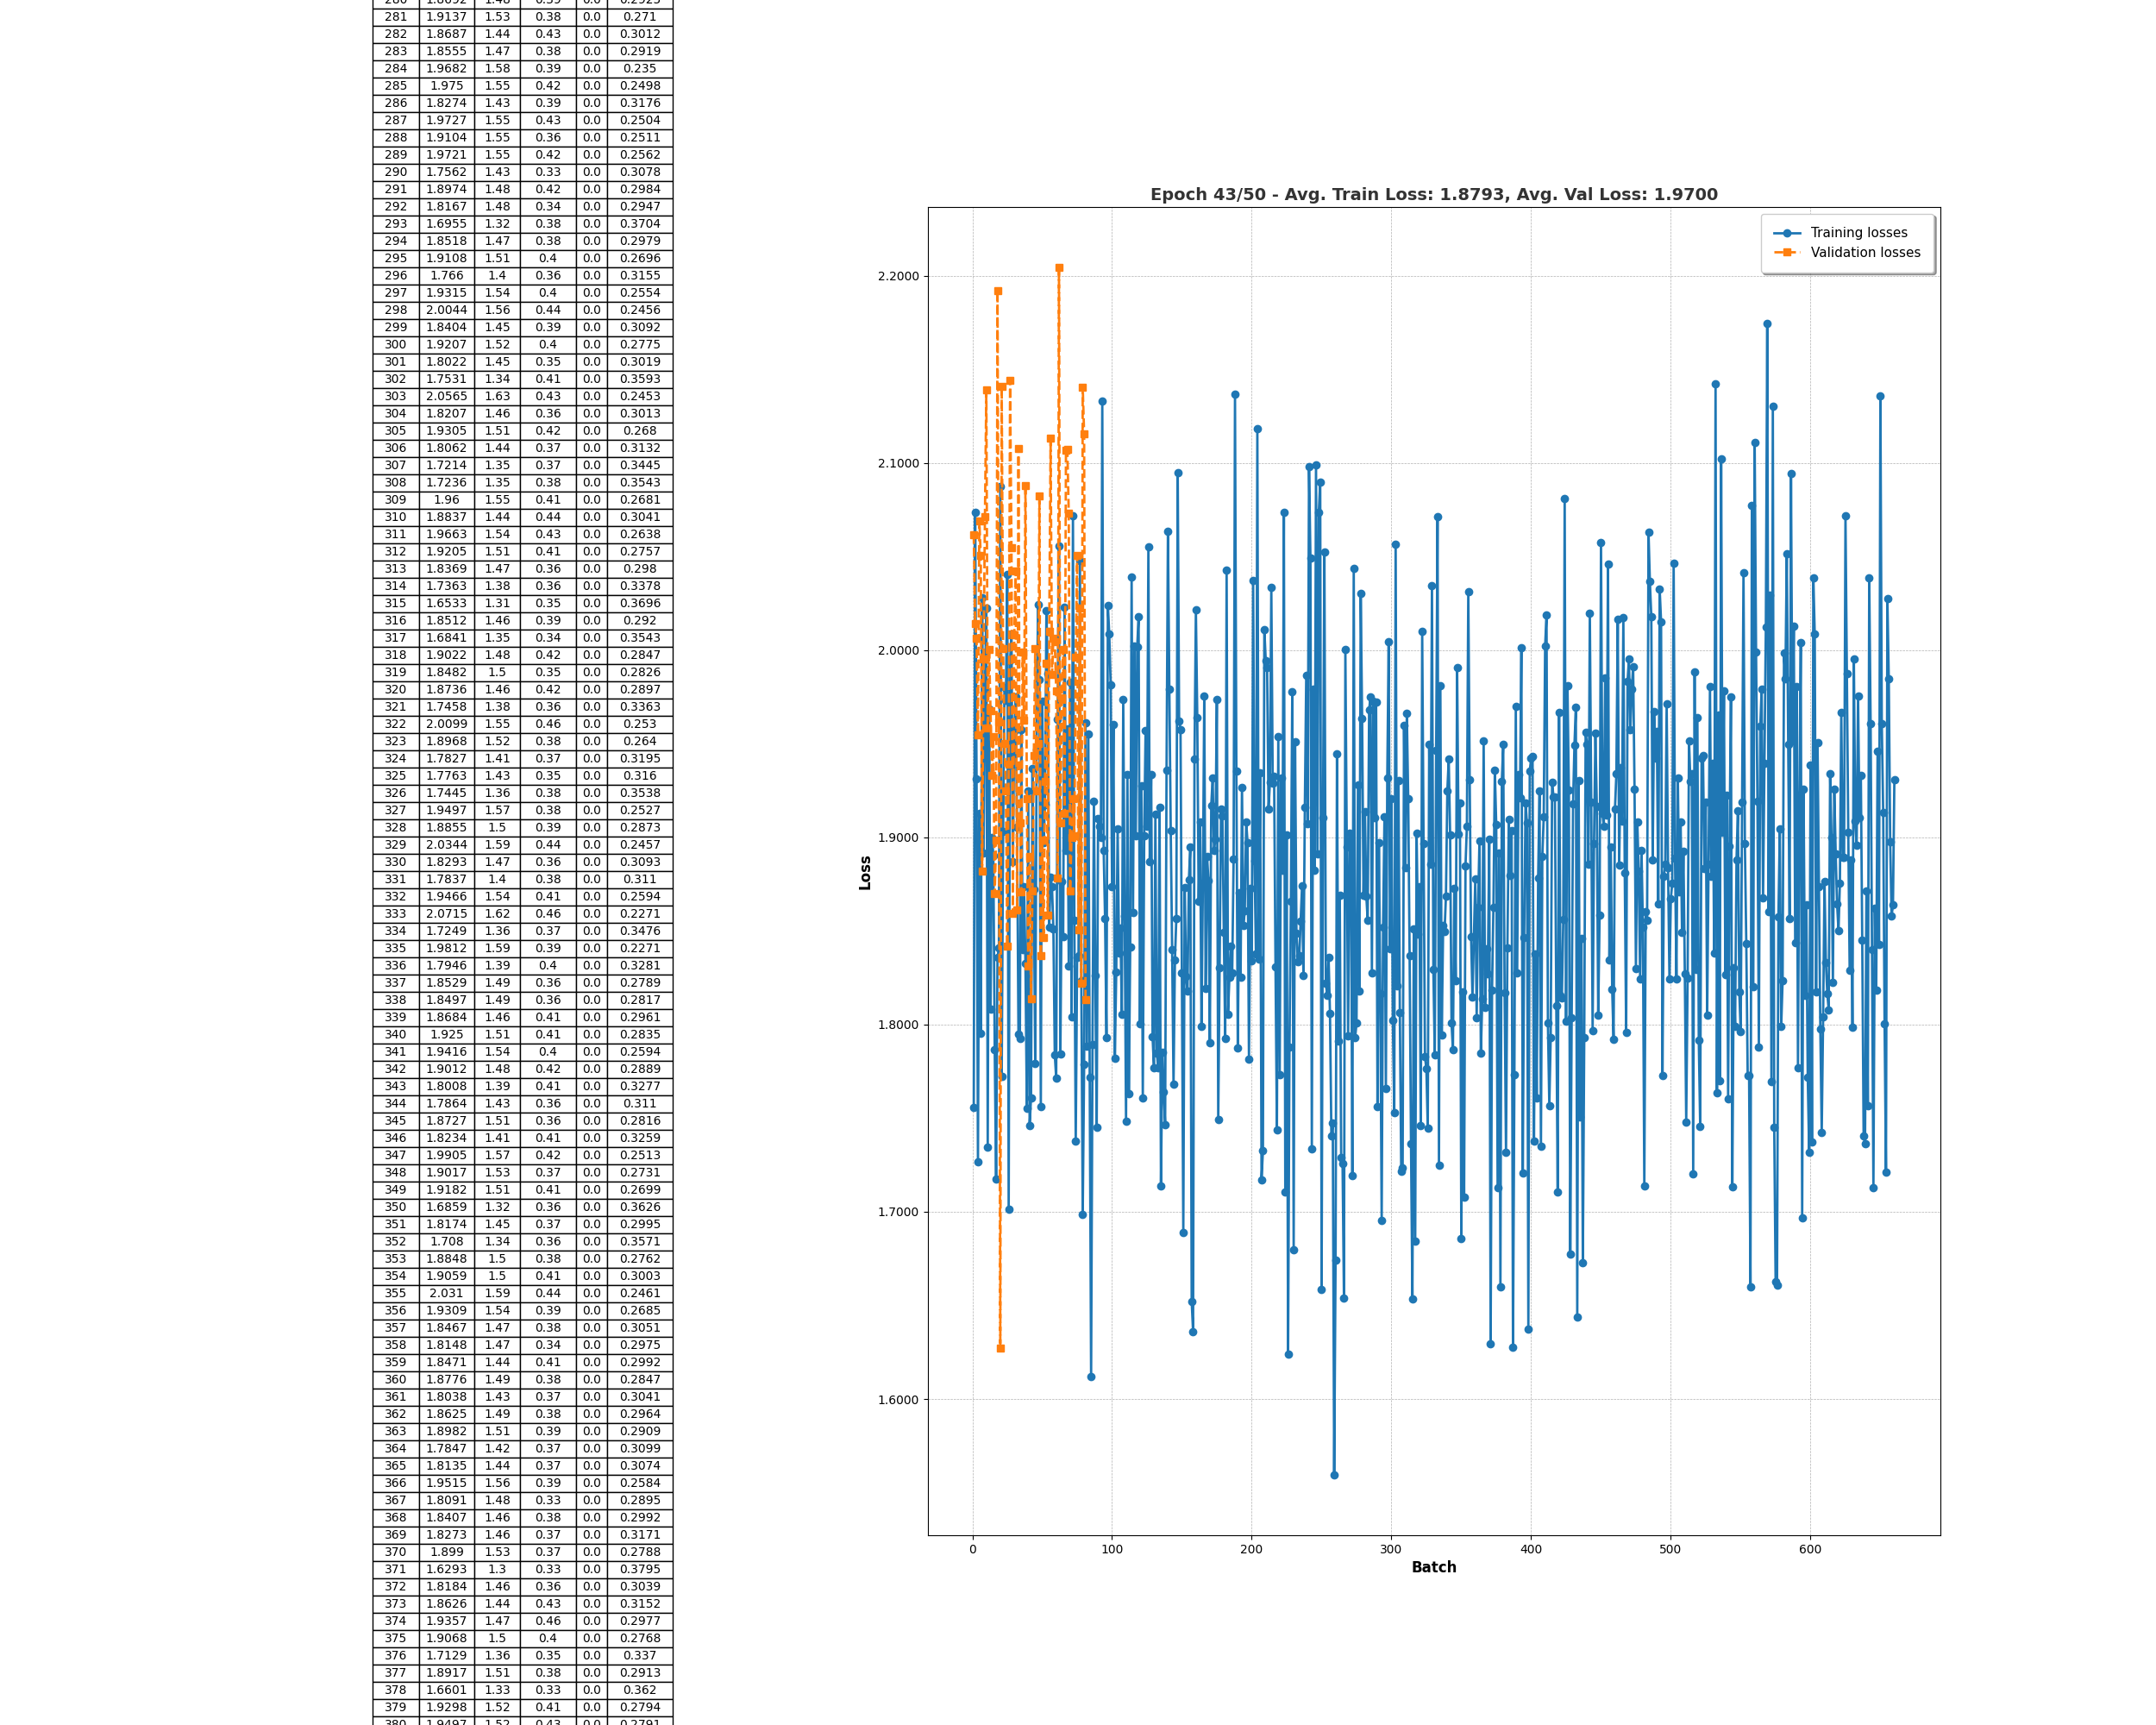 281 1.9137 1.53 0.38 0.0 0.271
282 1.8687 1.44 0.43 0.0 0.3012
283 1.8555 1.47 0.38 0.0 0.2919
284 1.9682 1.58 0.39 0.0 0.235
285 1.975 1.55 0.42 0.0 0.2498
286 1.8274 1.43 0.39 0.0 0.3176
287 1.9727 1.55 0.43 0.0 0.2504
288 1.9104 1.55 0.36 0.0 0.2511
289 1.9721 1.55 0.42 0.0 0.2562
290 1.7562 1.43 0.33 0.0 0.3078
291 1.8974 1.48 0.42 0.0 0.2984
292 1.8167 1.48 0.34 0.0 0.2947
293 1.6955 1.32 0.38 0.0 0.3704
294 1.8518 1.47 0.38 0.0 0.2979
295 1.9108 1.51 0.4 0.0 0.2696
296 1.766 1.4 0.36 0.0 0.3155
297 1.9315 1.54 0.4 0.0 0.2554
298 2.0044 1.56 0.44 0.0 0.2456
299 1.8404 1.45 0.39 0.0 0.3092
300 1.9207 1.52 0.4 0.0 0.2775
301 1.8022 1.45 0.35 0.0 0.3019
302 1.7531 1.34 0.41 0.0 0.3593
303 2.0565 1.63 0.43 0.0 0.2453
304 1.8207 1.46 0.36 0.0 0.3013
305 1.9305 1.51 0.42 0.0 0.268
306 1.8062 1.44 0.37 0.0 0.3132
307 1.7214 1.35 0.37 0.0 0.3445
308 1.7236 1.35 0.38 0.0 0.3543
309 1.96 1.55 0.41 0.0 0.2681
310 1.8837 1.44 0.44 0.0 0.3041
311 1.9663 1.54 0.43 0.0 0.2638
312 1.9205 1.51 0.41 0.0 0.2757
313 1.8369 1.47 0.36 0.0 0.298
314 1.7363 1.38 0.36 0.0 0.3378
315 1.6533 1.31 0.35 0.0 0.3696
316 1.8512 1.46 0.39 0.0 0.292
317 1.6841 1.35 0.34 0.0 0.3543
318 1.9022 1.48 0.42 0.0 0.2847
319 1.8482 1.5 0.35 0.0 0.2826
320 1.8736 1.46 0.42 0.0 0.2897
321 1.7458 1.38 0.36 0.0 0.3363
322 2.0099 1.55 0.46 0.0 0.253
323 1.8968 1.52 0.38 0.0 0.264
324 1.7827 1.41 0.37 0.0 0.3195
325 1.7763 1.43 0.35 0.0 0.316
326 1.7445 1.36 0.38 0.0 0.3538
327 1.9497 1.57 0.38 0.0 0.2527
328 1.8855 1.5 0.39 0.0 0.2873
329 2.0344 1.59 0.44 0.0 0.2457
330 1.8293 1.47 0.36 0.0 0.3093
331 1.7837 1.4 0.38 0.0 0.311
332 1.9466 1.54 0.41 0.0 0.2594
333 2.0715 1.62 0.46 0.0 0.2271
334 1.7249 1.36 0.37 0.0 0.3476
335 1.9812 1.59 0.39 0.0 0.2271
336 1.7946 1.39 0.4 0.0 0.3281
337 1.8529 1.49 0.36 0.0 0.2789
338 1.8497 1.49 0.36 0.0 0.2817
339 1.8684 1.46 0.41 0.0 0.2961
340 1.925 1.51 0.41 0.0 0.2835
341 1.9416 1.54 0.4 0.0 0.2594
342 1.9012 1.48 0.42 0.0 0.2889
343 1.8008 1.39 0.41 0.0 0.3277
344 1.7864 1.43 0.36 0.0 0.311
345 1.8727 1.51 0.36 0.0 0.2816
346 1.8234 1.41 0.41 0.0 0.3259
347 1.9905 1.57 0.42 0.0 0.2513
348 1.9017 1.53 0.37 0.0 0.2731
349 1.9182 1.51 0.41 0.0 0.2699
350 1.6859 1.32 0.36 0.0 0.3626
351 1.8174 1.45 0.37 0.0 0.2995
352 1.708 1.34 0.36 0.0 0.3571
353 1.8848 1.5 0.38 0.0 0.2762
354 1.9059 1.5 0.41 0.0 0.3003
355 2.031 1.59 0.44 0.0 0.2461
356 1.9309 1.54 0.39 0.0 0.2685
357 1.8467 1.47 0.38 0.0 0.3051
358 1.8148 1.47 0.34 0.0 0.2975
359 1.8471 1.44 0.41 0.0 0.2992
360 1.8776 1.49 0.38 0.0 0.2847
361 1.8038 1.43 0.37 0.0 0.3041
362 1.8625 1.49 0.38 0.0 0.2964
363 1.8982 1.51 0.39 0.0 0.2909
364 1.7847 1.42 0.37 0.0 0.3099
365 1.8135 1.44 0.37 0.0 0.3074
366 1.9515 1.56 0.39 0.0 0.2584
367 1.8091 1.48 0.33 0.0 0.2895
368 1.8407 1.46 0.38 0.0 0.2992
369 1.8273 1.46 0.37 0.0 0.3171
370 1.899 1.53 0.37 0.0 0.2788
371 1.6293 1.3 0.33 0.0 0.3795
372 1.8184 1.46 0.36 0.0 0.3039
373 1.8626 1.44 0.43 0.0 0.3152
374 1.9357 1.47 0.46 0.0 0.2977
375 1.9068 1.5 0.4 0.0 0.2768
376 1.7129 1.36 0.35 0.0 0.337
377 1.8917 1.51 0.38 0.0 0.2913
378 1.6601 1.33 0.33 0.0 0.362
379 1.9298 1.52 0.41 0.0 0.2794
380 1.9497 1.52 0.43 0.0 0.2791
Epoch 43/50 - Avg. Train Loss: 1.8793, Avg. Val Loss: 1.9700
Training losses
Validation losses
2.2000
2.1000
2.0000
1.9000
1.8000
1.7000
1.6000
Loss
0 100 200 300 400 500 600
Batch